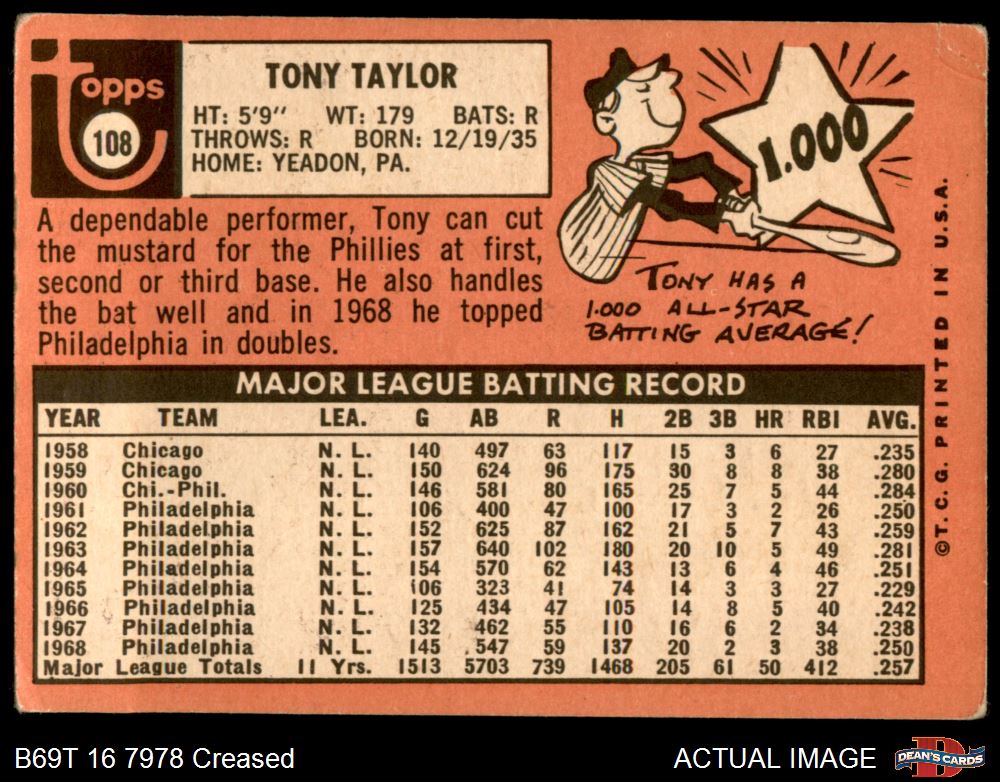 topps
108
TONY TAYLOR
HT: 5'9" WT: 179 BATS: R
THROWS: R BORN: 12/19/35
HOME: YEADON, PA.
A dependable performer, Tony can cut
the mustard for the Phillies at first,
second or third base. He also handles
the bat well and in 1968 he topped
Philadelphia in doubles.
1.000
TONY HAS A
1.000 ALL-STAR
BATTING AVERAGE!
MAJOR LEAGUE BATTING RECORD
YEAR TEAM LEA. G AB R H 2B 3B HR RBI AVG.
1958 Chicago N. L. 140 497 63 117 15 3 6 27 .235
1959 Chicago N. L. 150 624 96 175 30 8 8 38 .280
1960 Chi.-Phil. N. L. 146 581 80 165 25 7 5 44 .284
1961 Philadelphia N. L. 106 400 47 100 17 3 2 26 .250
1962 Philadelphia N. L. 152 625 87 162 21 5 7 43 .259
1963 Philadelphia N. L. 157 640 102 180 20 10 5 49 .281
1964 Philadelphia N. L. 154 570 62 143 13 6 4 46 .251
1965 Philadelphia N. L. 106 323 41 74 14 3 3 27 .229
1966 Philadelphia N. L. 125 434 47 105 14 8 5 40 .242
1967 Philadelphia N. L. 132 462 55 110 16 6 2 34 .238
1968 Philadelphia N. L. 145 547 59 137 20 2 3 38 .250
Major League Totals 11 Yrs. 1513 5703 739 1468 205 61 50 412 .257
©T. C. G. PRINTED IN U.S.A.
B69T 16 7978 Creased
ACTUAL IMAGE
D
DEAN'S CARDS